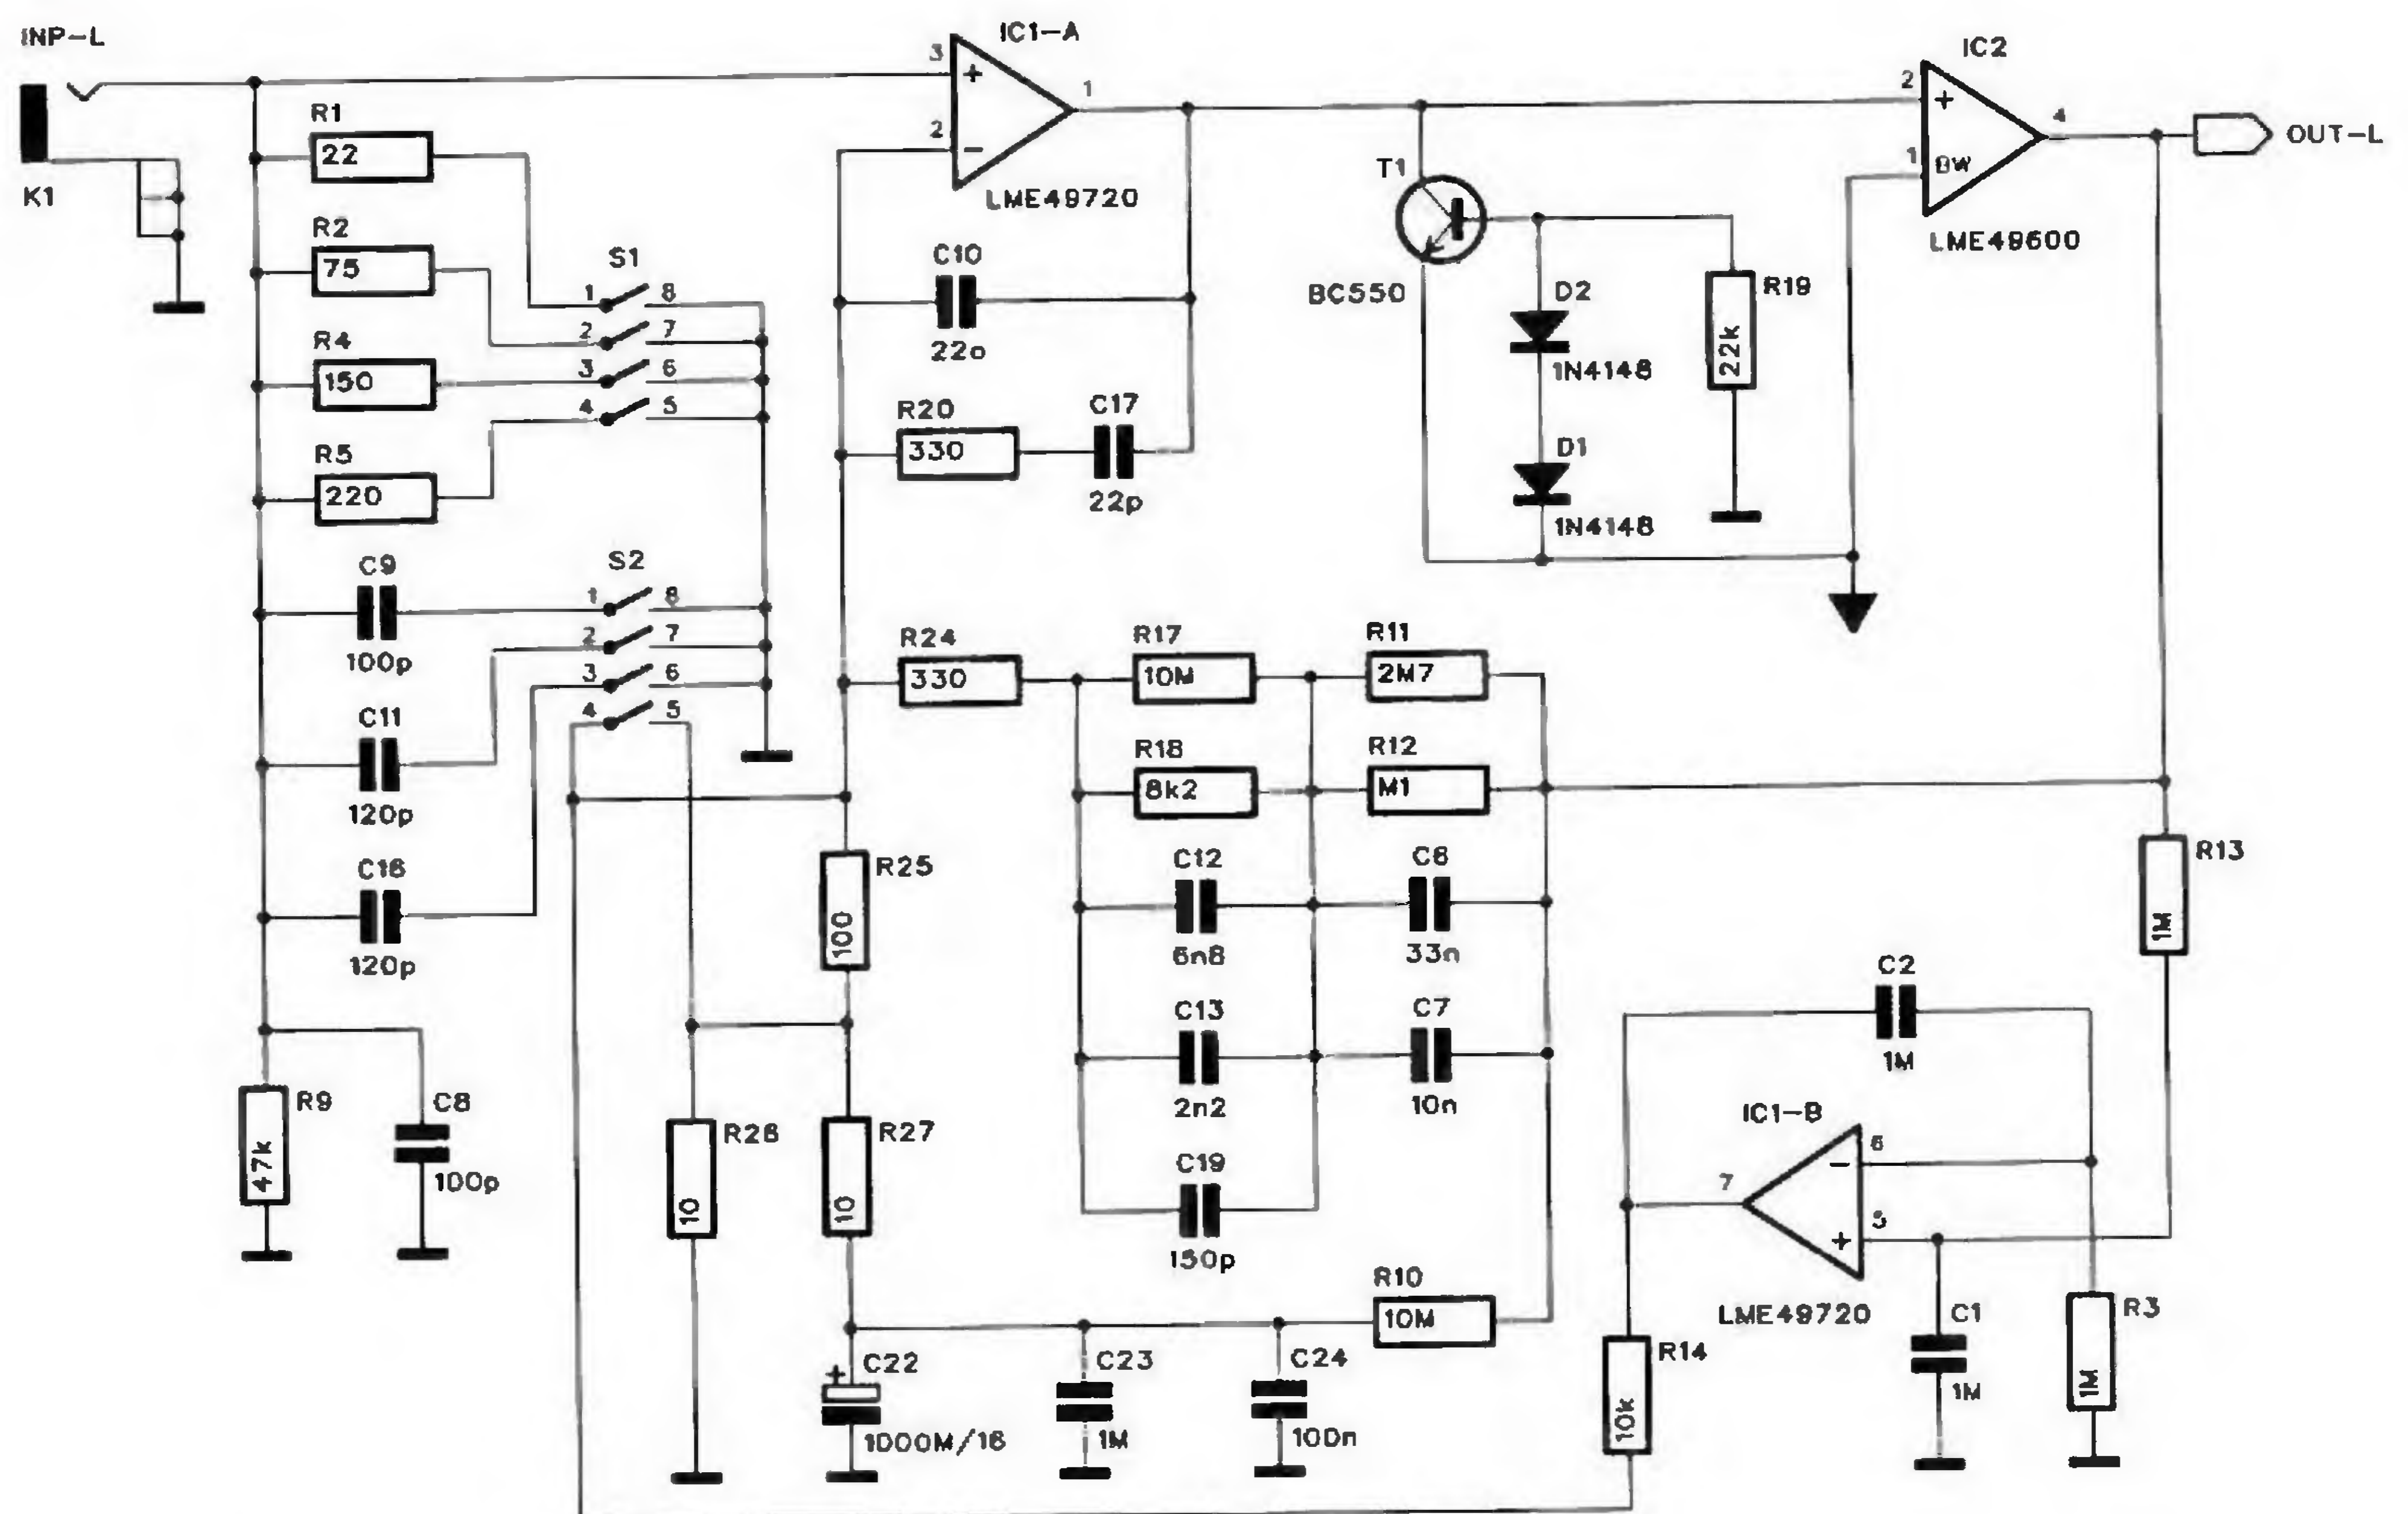 INP-L
K1
R1
22
R2
75
R4
150
R5
220
S1
1 8
2 7
3 6
4 5
C9
100p
C11
120p
C16
120p
S2
1 8
2 7
3 6
4 5
R9
47k
C8
100p
IC1-A
3
+
2
−
1
LME49720
C10
22p
R20
330
C17
22p
T1
BC550
D2
1N4148
D1
1N4148
R19
22k
IC2
2
+
1
BW
4
LME49600
OUT-L
R24
330
R17
10M
R11
2M7
R18
8k2
R12
M1
C12
6n8
C6
33n
C13
2n2
C7
10n
C19
150p
R25
100
R26
10
R27
10
R10
10M
+
C22
1000M/16
C23
1M
C24
100n
R13
1M
C2
1M
IC1-B
6
−
7
5
+
LME49720
C1
1M
R3
1M
R14
10k